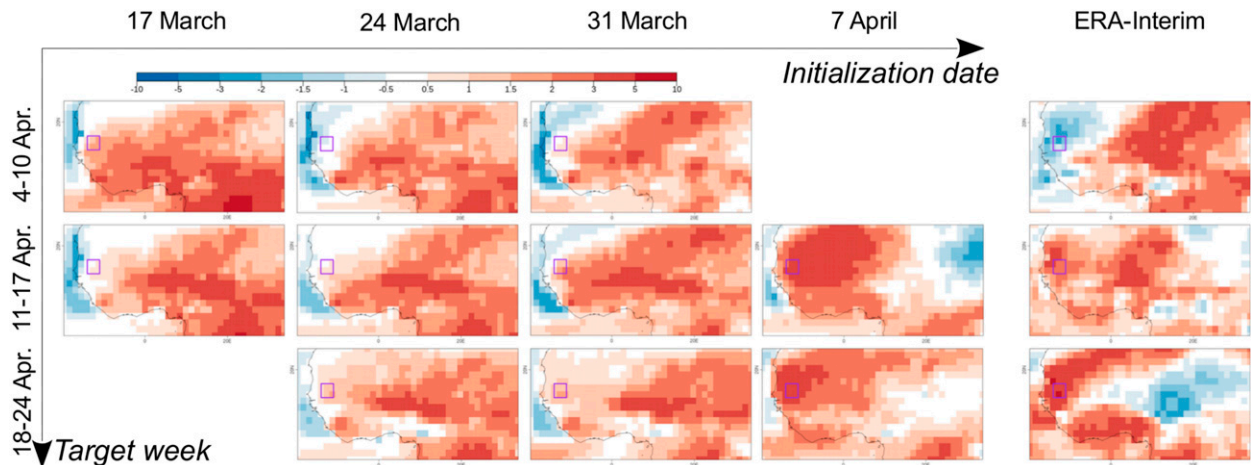 17 March 24 March 31 March 7 April ERA-Interim
Initialization date
-10 -5 -3 -2 -1.5 -1 -0.5 0.5 1 1.5 2 3 5 10
4-10 Apr.
11-17 Apr.
18-24 Apr.
Target week